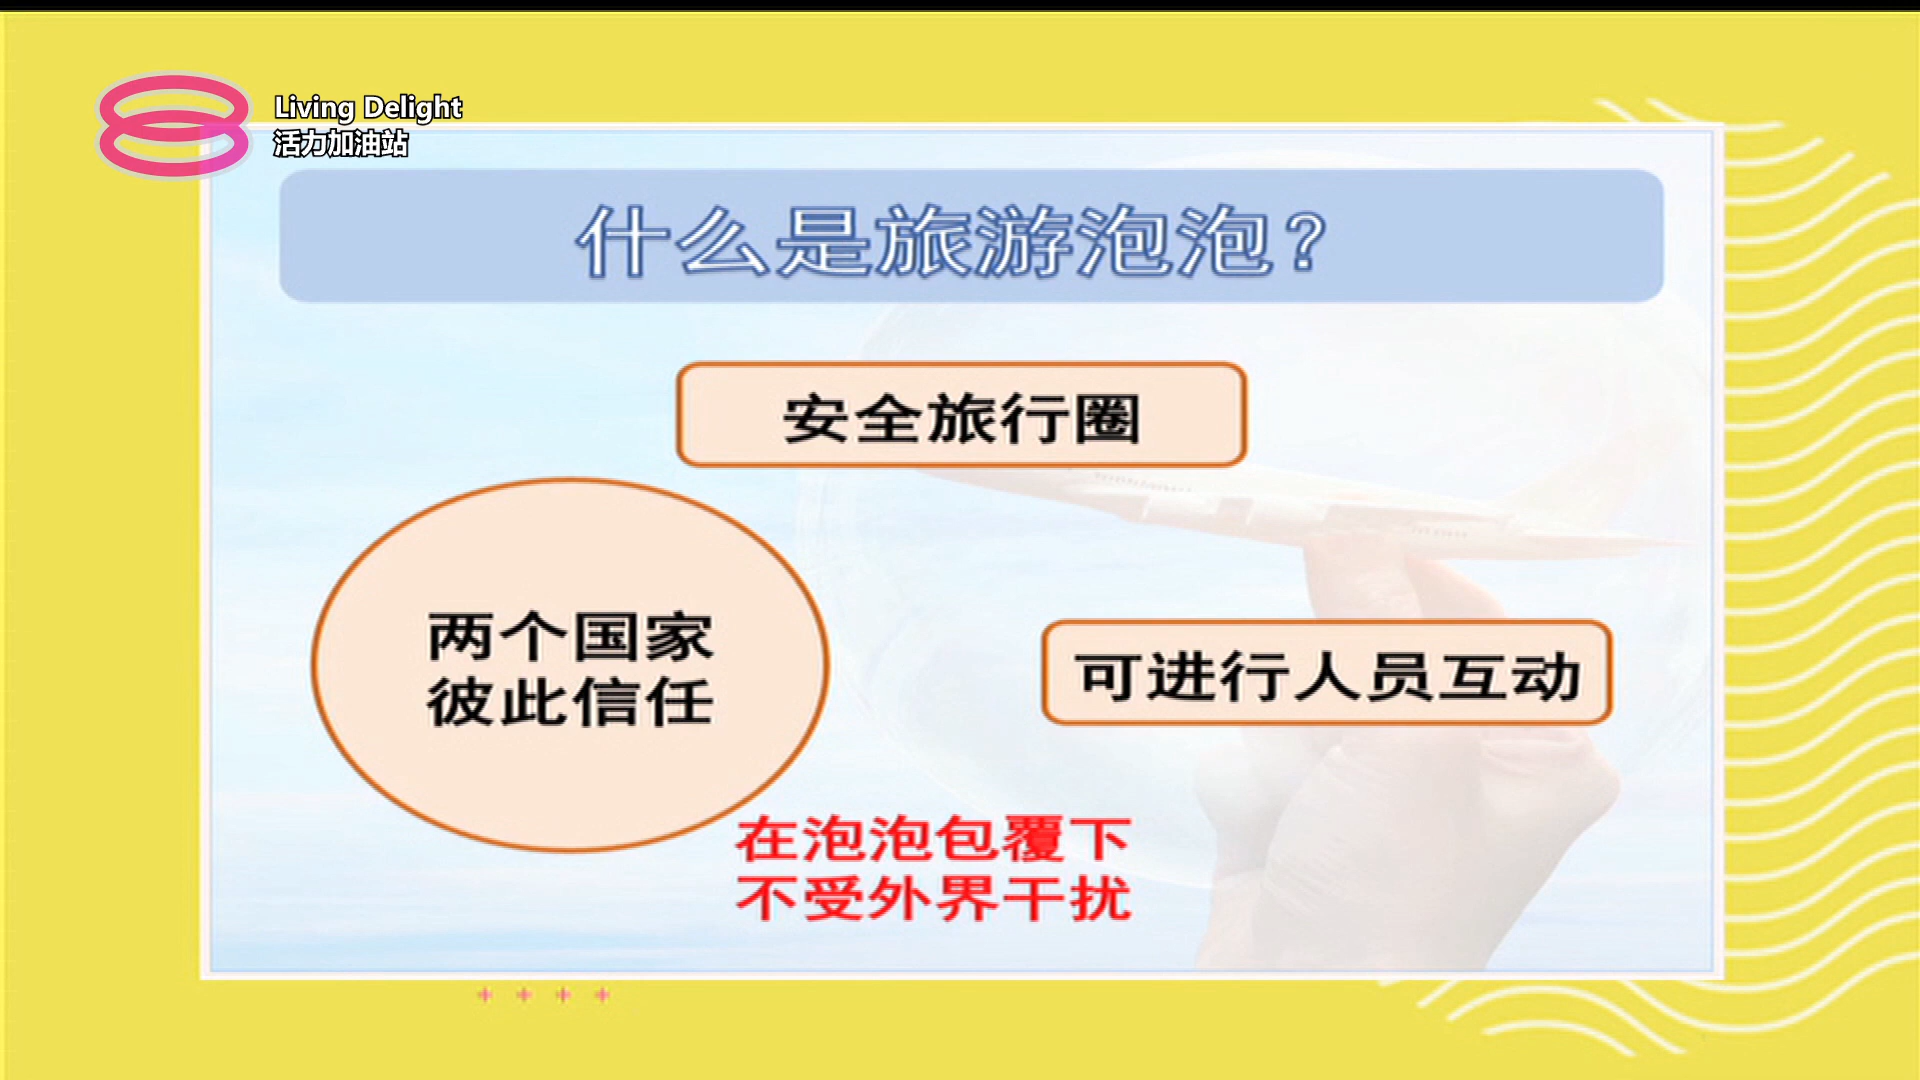 Living Delight
活力加油站
什么是旅游泡泡?
安全旅行圈
两个国家
彼此信任
可进行人员互动
在泡泡包覆下
不受外界干扰